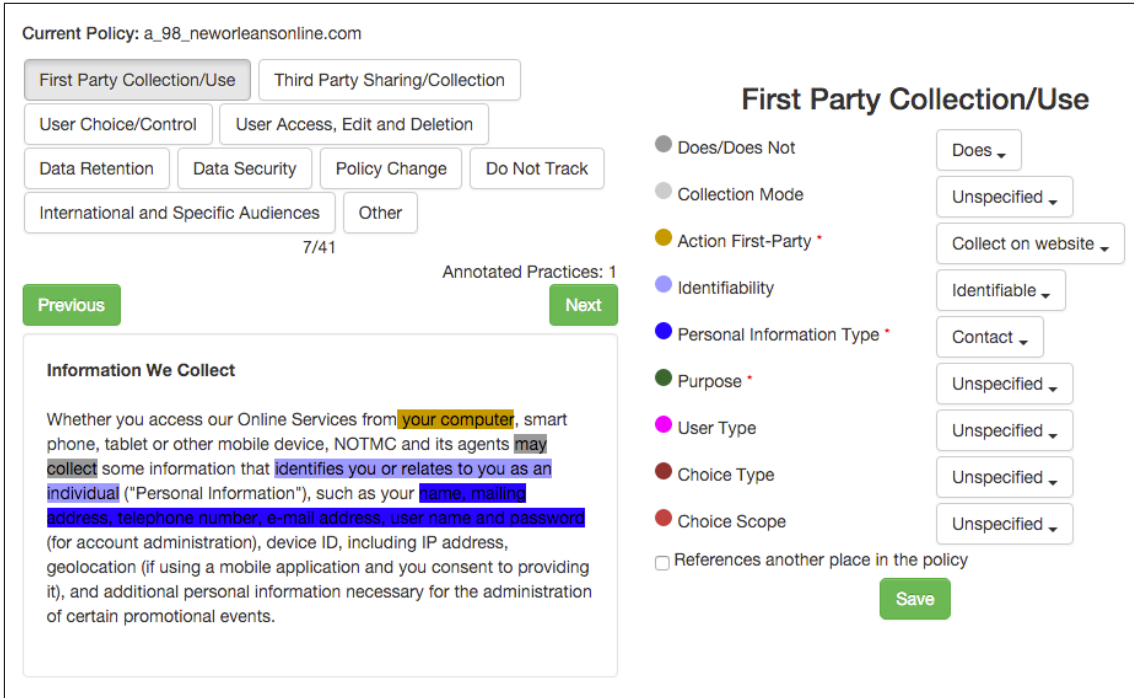 Current Policy: a_98_neworleansonline.com
First Party Collection/Use
Third Party Sharing/Collection
User Choice/Control
User Access, Edit and Deletion
Data Retention
Data Security
Policy Change
Do Not Track
International and Specific Audiences
Other
7/41
Annotated Practices: 1
Previous
Next
Information We Collect
Whether you access our Online Services from your computer, smart
phone, tablet or other mobile device, NOTMC and its agents may
collect some information that identifies you or relates to you as an
individual ("Personal Information"), such as your name, mailing
address, telephone number, e-mail address, user name and password
(for account administration), device ID, including IP address,
geolocation (if using a mobile application and you consent to providing
it), and additional personal information necessary for the administration
of certain promotional events.
First Party Collection/Use
Does/Does Not
Does
Collection Mode
Unspecified
Action First-Party *
Collect on website
Identifiability
Identifiable
Personal Information Type *
Contact
Purpose *
Unspecified
User Type
Unspecified
Choice Type
Unspecified
Choice Scope
Unspecified
References another place in the policy
Save